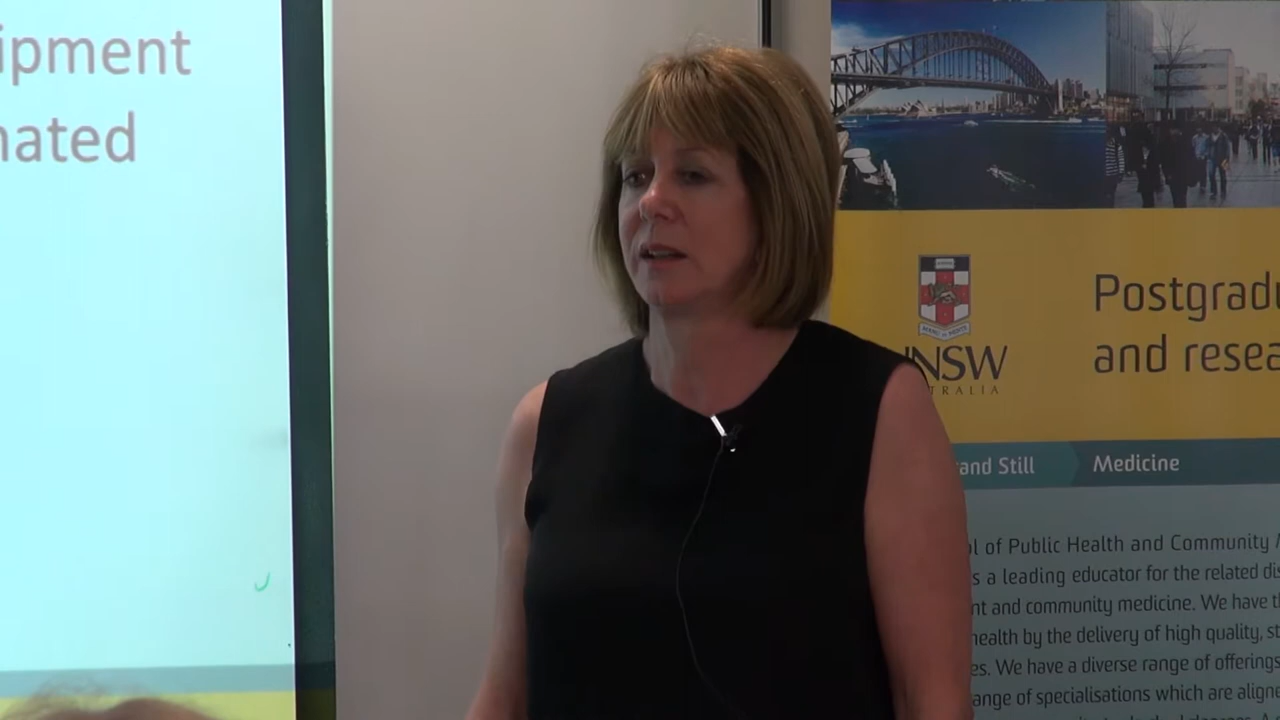 ipment
nated
UNSW
TRALIA
Postgradu
and resea
and Still
Medicine
l of Public Health and Community
s a leading educator for the related dis
nt and community medicine. We have t
health by the delivery of high quality, st
es. We have a diverse range of offerings
ange of specialisations which are aligne